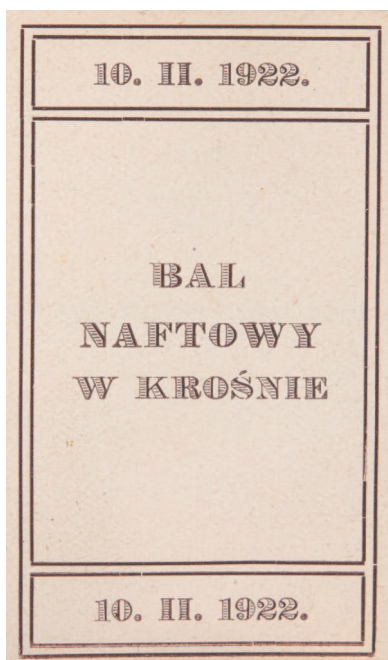 10. II. 1922.
BAL
NAFTOWY
W KROŚNIE
10. II. 1922.